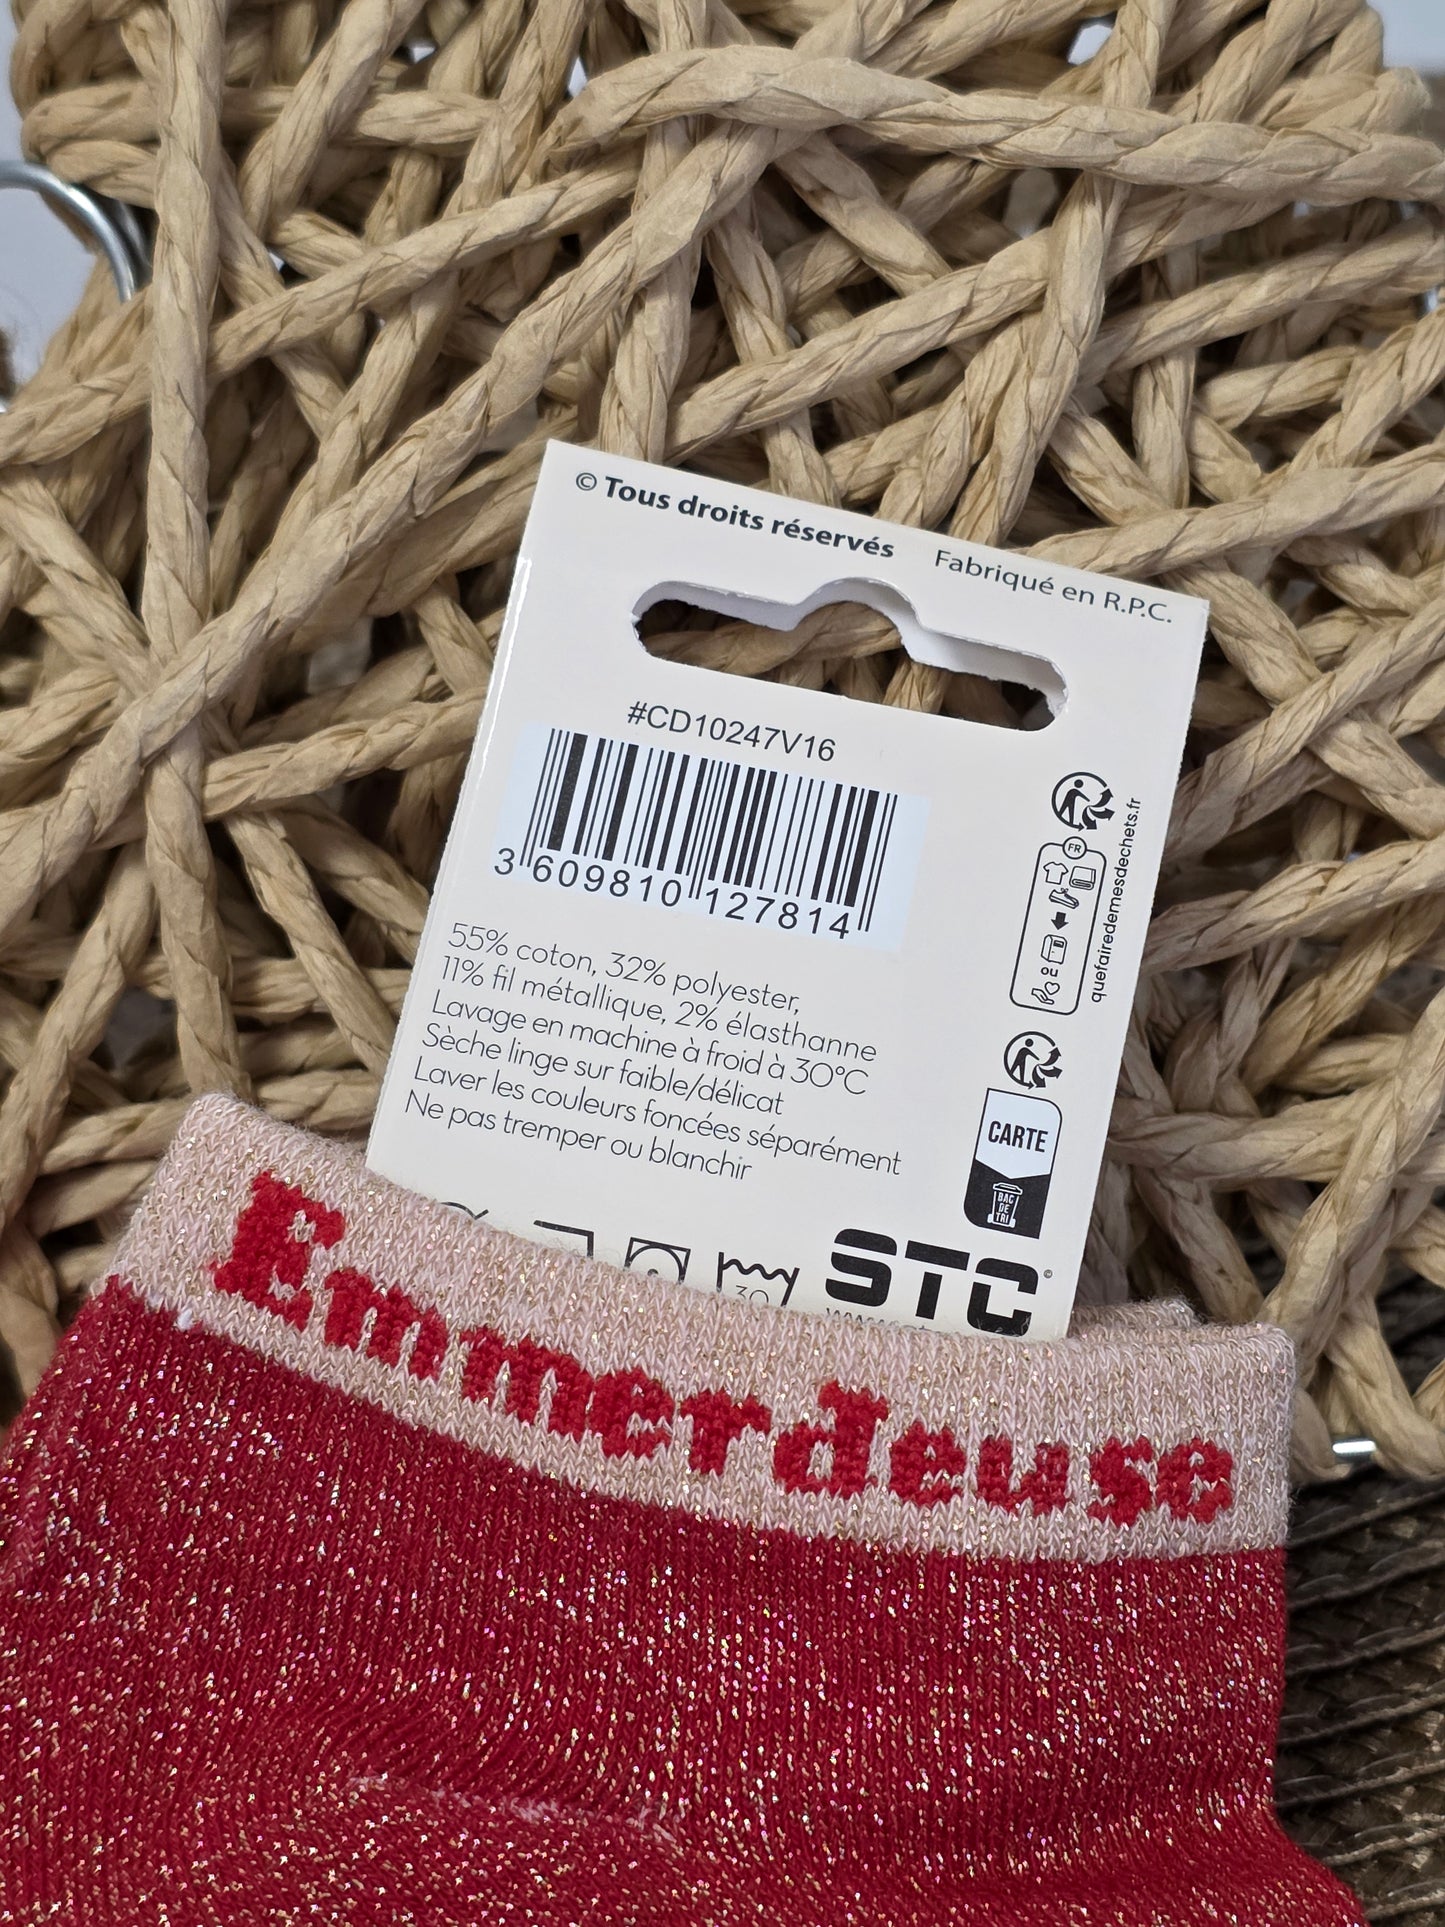 © Tous droits réservés Fabriqué en R.P.C.
#CD10247V16
3 609810 127814
55% coton, 32% polyester,
11% fil métallique, 2% élasthanne
Lavage en machine à froid à 30°C
Sèche linge sur faible/délicat
Laver les couleurs foncées séparément
Ne pas tremper ou blanchir
FR
OU
quefairedemesdechets.fr
CARTE
BAC
DE
TRI
30
STC©
Emmerdeuse